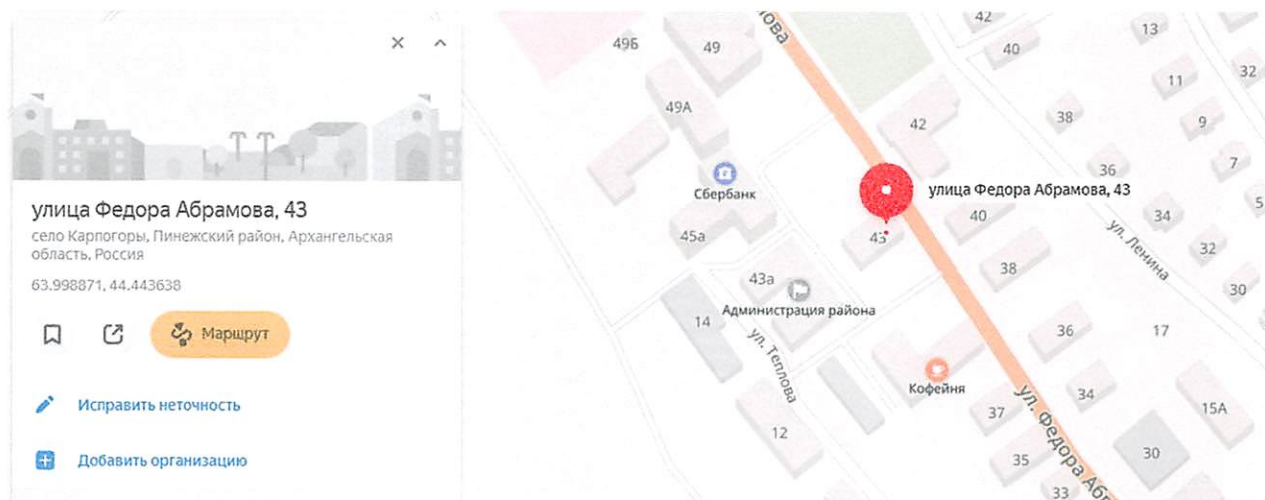 улица Федора Абрамова, 43
село Карпогоры, Пинежский район, Архангельская
область, Россия
63.998871, 44.443638
Маршрут
Исправить неточность
Добавить организацию
49Б
49
49А
42
Сбербанк
45а
43
43а
Администрация района
14
ул. Теплова
12
Кофейня
улица Федора Абрамова, 43
40
38
36
34
37
35
33
ул. Федора Абр
30
15А
17
ул. Ленина
42
40
38
36
34
32
30
13
11
9
7
5
32
ова